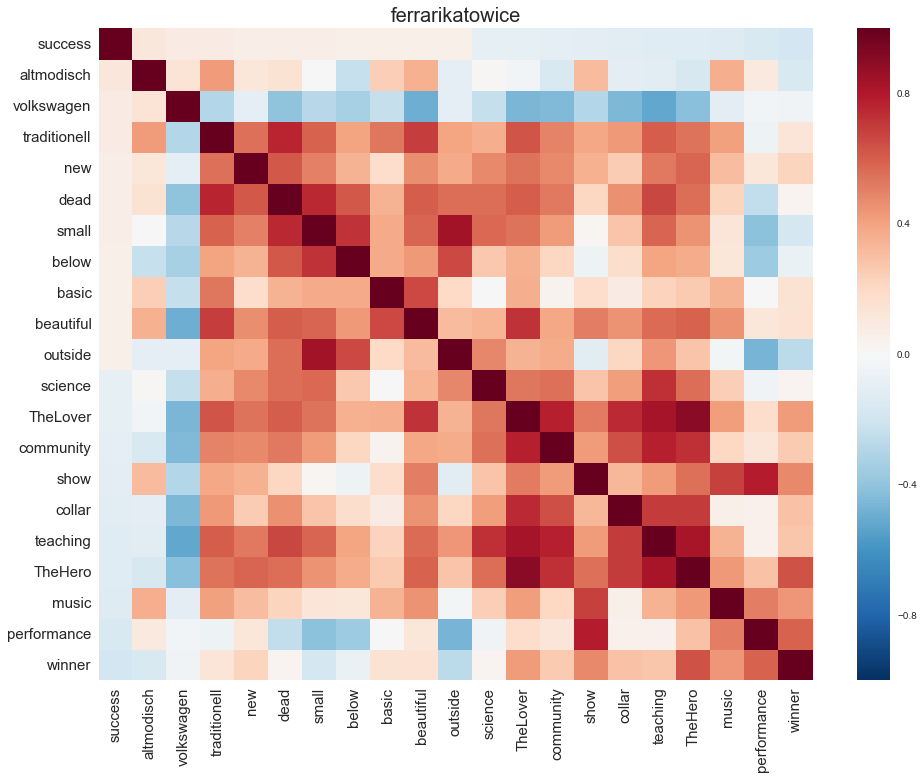 ferrarikatowice
success
altmodisch
volkswagen
traditionell
new
dead
small
below
basic
beautiful
outside
science
TheLover
community
show
collar
teaching
TheHero
music
performance
winner
success altmodisch volkswagen traditionell new dead small below basic beautiful outside science TheLover community show collar teaching TheHero music performance winner
0.8
0.4
0.0
−0.4
−0.8